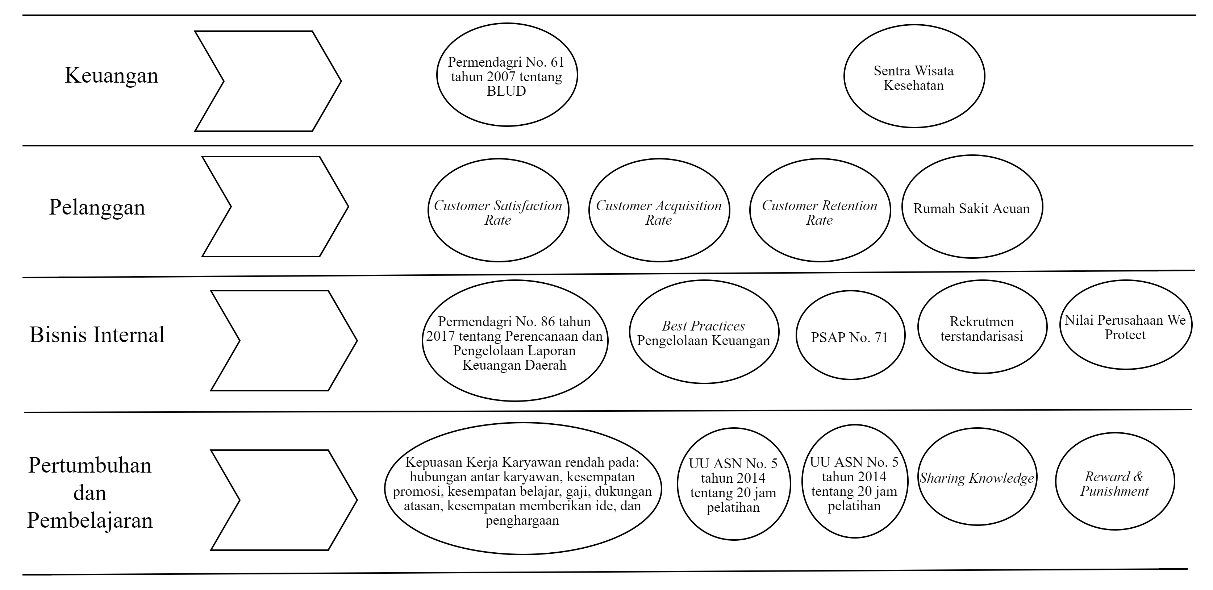 Keuangan
Permendagri No. 61
tahun 2007 tentang
BLUD
Sentra Wisata
Kesehatan
Pelanggan
Customer Satisfaction
Rate
Customer Acquisition
Rate
Customer Retention
Rate
Rumah Sakit Acuan
Bisnis Internal
Permendagri No. 86 tahun
2017 tentang Perencanaan dan
Pengelolaan Laporan
Keuangan Daerah
Best Practices
Pengelolaan Keuangan
PSAP No. 71
Rekrutmen
terstandarisasi
Nilai Perusahaan We
Protect
Pertumbuhan
dan
Pembelajaran
Kepuasan Kerja Karyawan rendah pada:
hubungan antar karyawan, kesempatan
promosi, kesempatan belajar, gaji, dukungan
atasan, kesempatan memberikan ide, dan
penghargaan
UU ASN No. 5
tahun 2014
tentang 20 jam
pelatihan
UU ASN No. 5
tahun 2014
tentang 20 jam
pelatihan
Sharing Knowledge
Reward &
Punishment